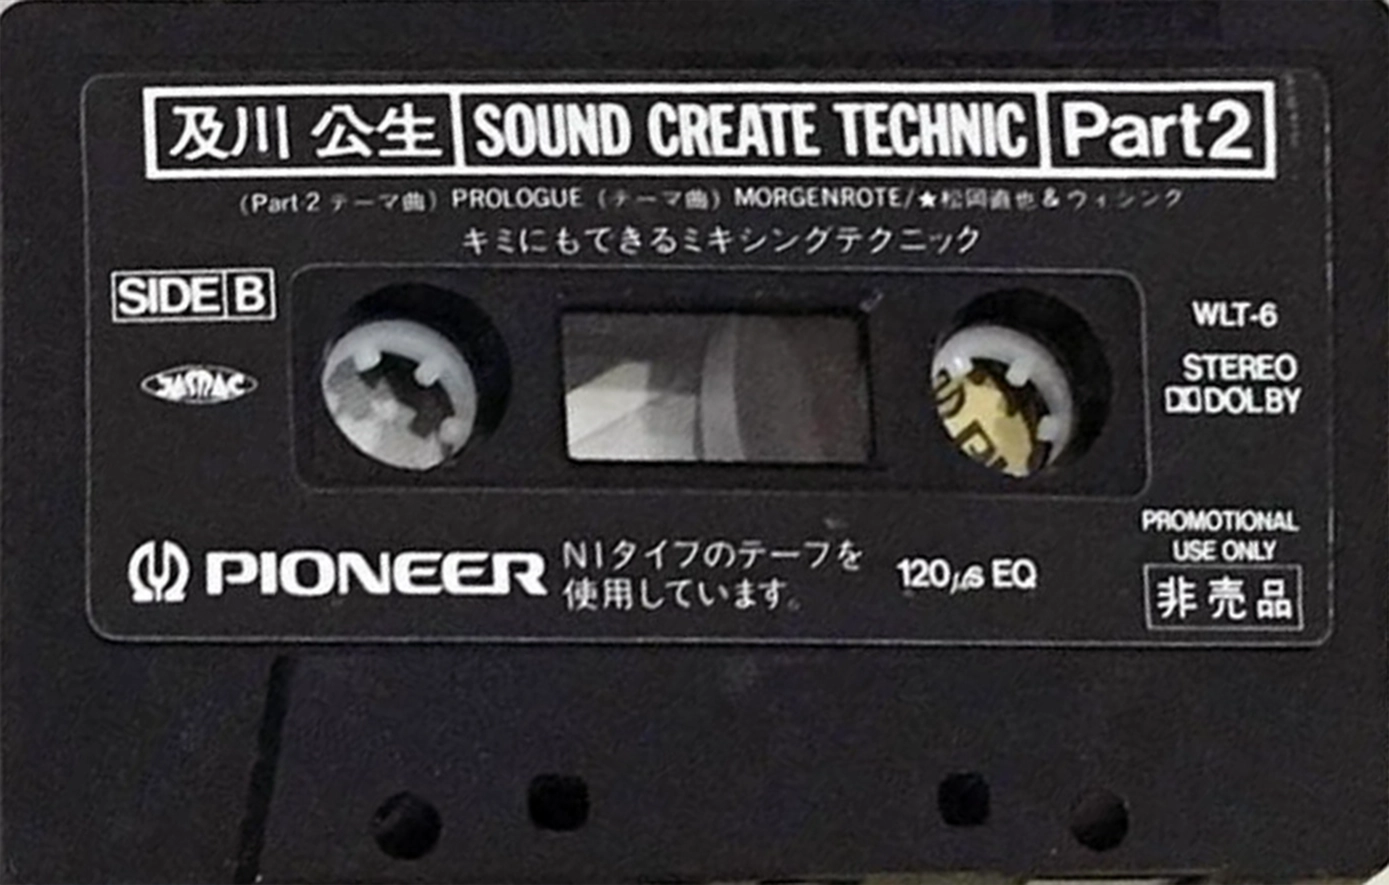 及川 公生 SOUND CREATE TECHNIC Part2
(Part 2 テーマ曲) PROLOGUE (テーマ曲) MORGENROTE/★松岡直也&ウィシング
キミにもできるミキシングテクニック
SIDE B
JASRAC
WLT-6
STEREO
DOLBY
PIONEER
NIタイプのテープを
使用しています。
120μs EQ
PROMOTIONAL
USE ONLY
非売品